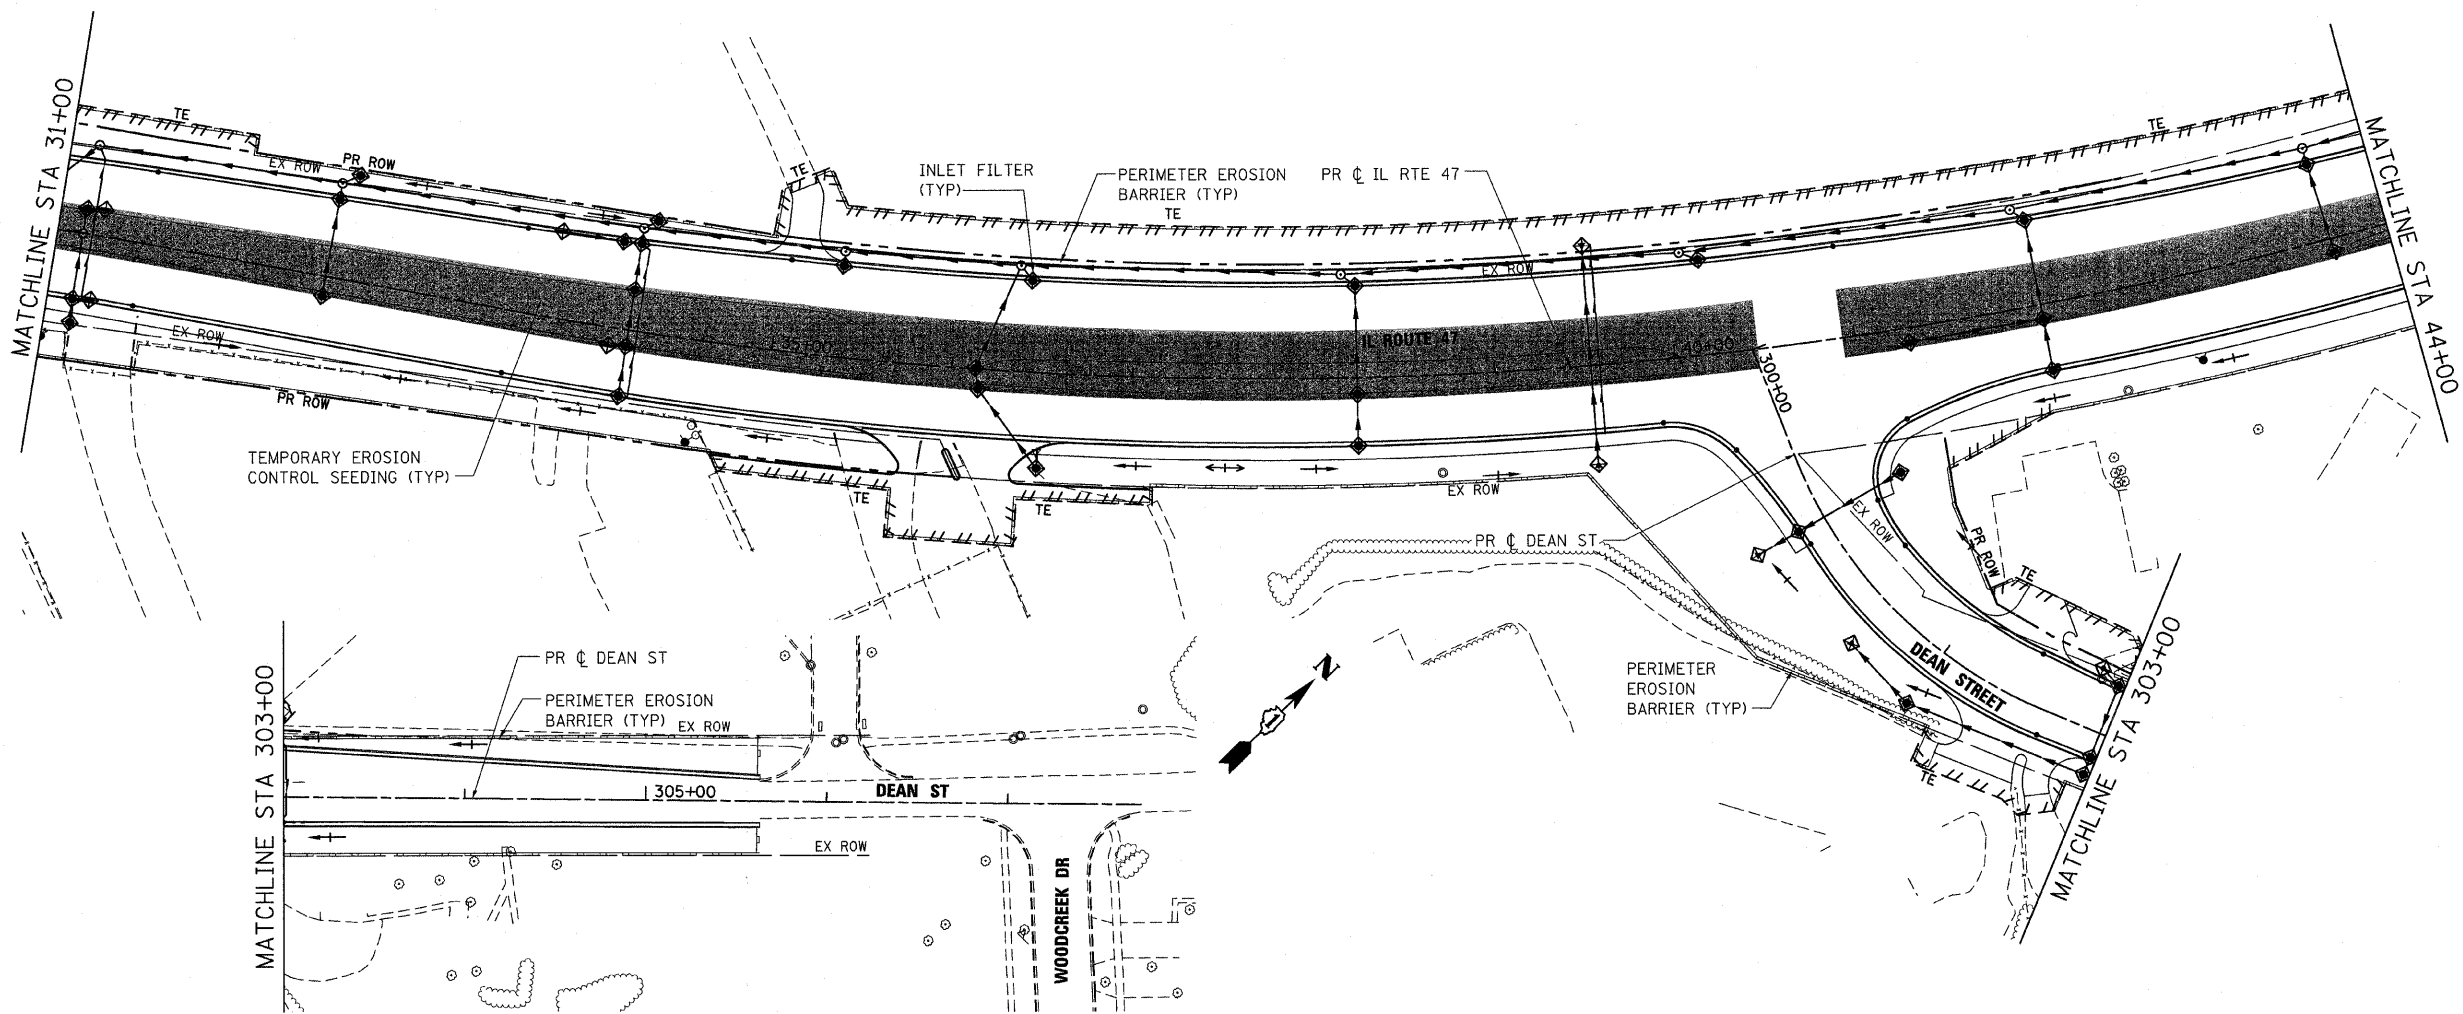 MATCHLINE STA 31+00
TE
EX ROW
PR ROW
TE
INLET FILTER
(TYP)
PERIMETER EROSION
BARRIER (TYP)
TE
PR ℄ IL RTE 47
TE
MATCHLINE STA 44+00
EX ROW
EX ROW
PR ROW
35+00
IL ROUTE 47
40+00
300+00
TEMPORARY EROSION
CONTROL SEEDING (TYP)
TE
TE
EX ROW
PR ℄ DEAN ST
EX ROW
PR ROW
TE
DEAN STREET
MATCHLINE STA 303+00
PERIMETER
EROSION
BARRIER (TYP)
TE
N
MATCHLINE STA 303+00
PR ℄ DEAN ST
PERIMETER EROSION
BARRIER (TYP)
EX ROW
305+00
DEAN ST
EX ROW
WOODCREEK DR